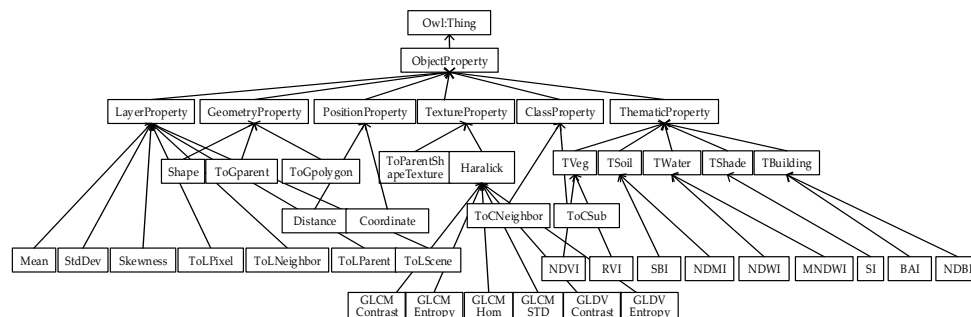 Owl:Thing
ObjectProperty
LayerProperty
GeometryProperty
PositionProperty
TextureProperty
ClassProperty
ThematicProperty
Shape
ToGparent
ToGpolygon
ToParentSh
apeTexture
Haralick
TVeg
TSoil
TWater
TShade
TBuilding
Distance
Coordinate
ToCNeighbor
ToCSub
Mean
StdDev
Skewness
ToLPixel
ToLNeighbor
ToLParent
ToLScene
NDVI
RVI
SBI
NDMI
NDWI
MNDWI
SI
BAI
NDBI
GLCM
Contrast
GLCM
Entropy
GLCM
Hom
GLCM
STD
GLDV
Contrast
GLDV
Entropy